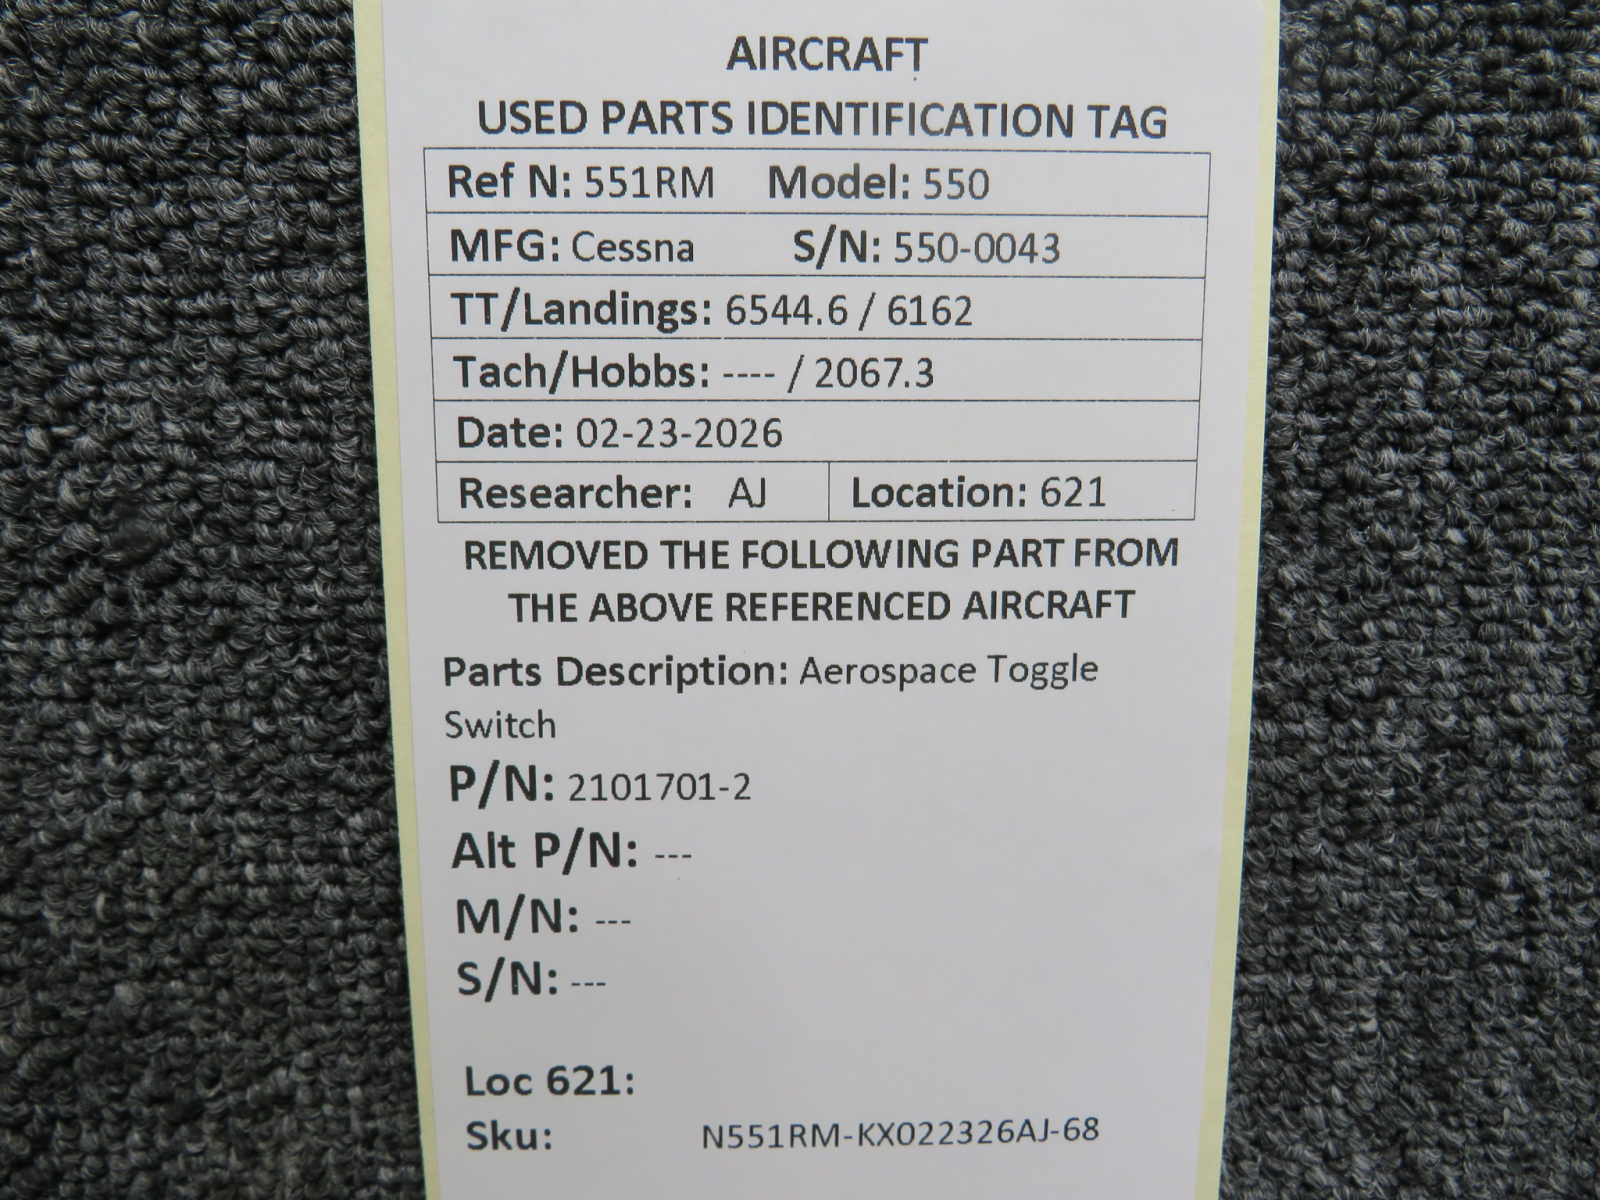 AIRCRAFT
USED PARTS IDENTIFICATION TAG
Ref N: 551RM Model: 550
MFG: Cessna S/N: 550-0043
TT/Landings: 6544.6 / 6162
Tach/Hobbs: ---- / 2067.3
Date: 02-23-2026
Researcher: AJ Location: 621
REMOVED THE FOLLOWING PART FROM
THE ABOVE REFERENCED AIRCRAFT
Parts Description: Aerospace Toggle
Switch
P/N: 2101701-2
Alt P/N: ---
M/N: ---
S/N: ---
Loc 621:
Sku: N551RM-KX022326AJ-68